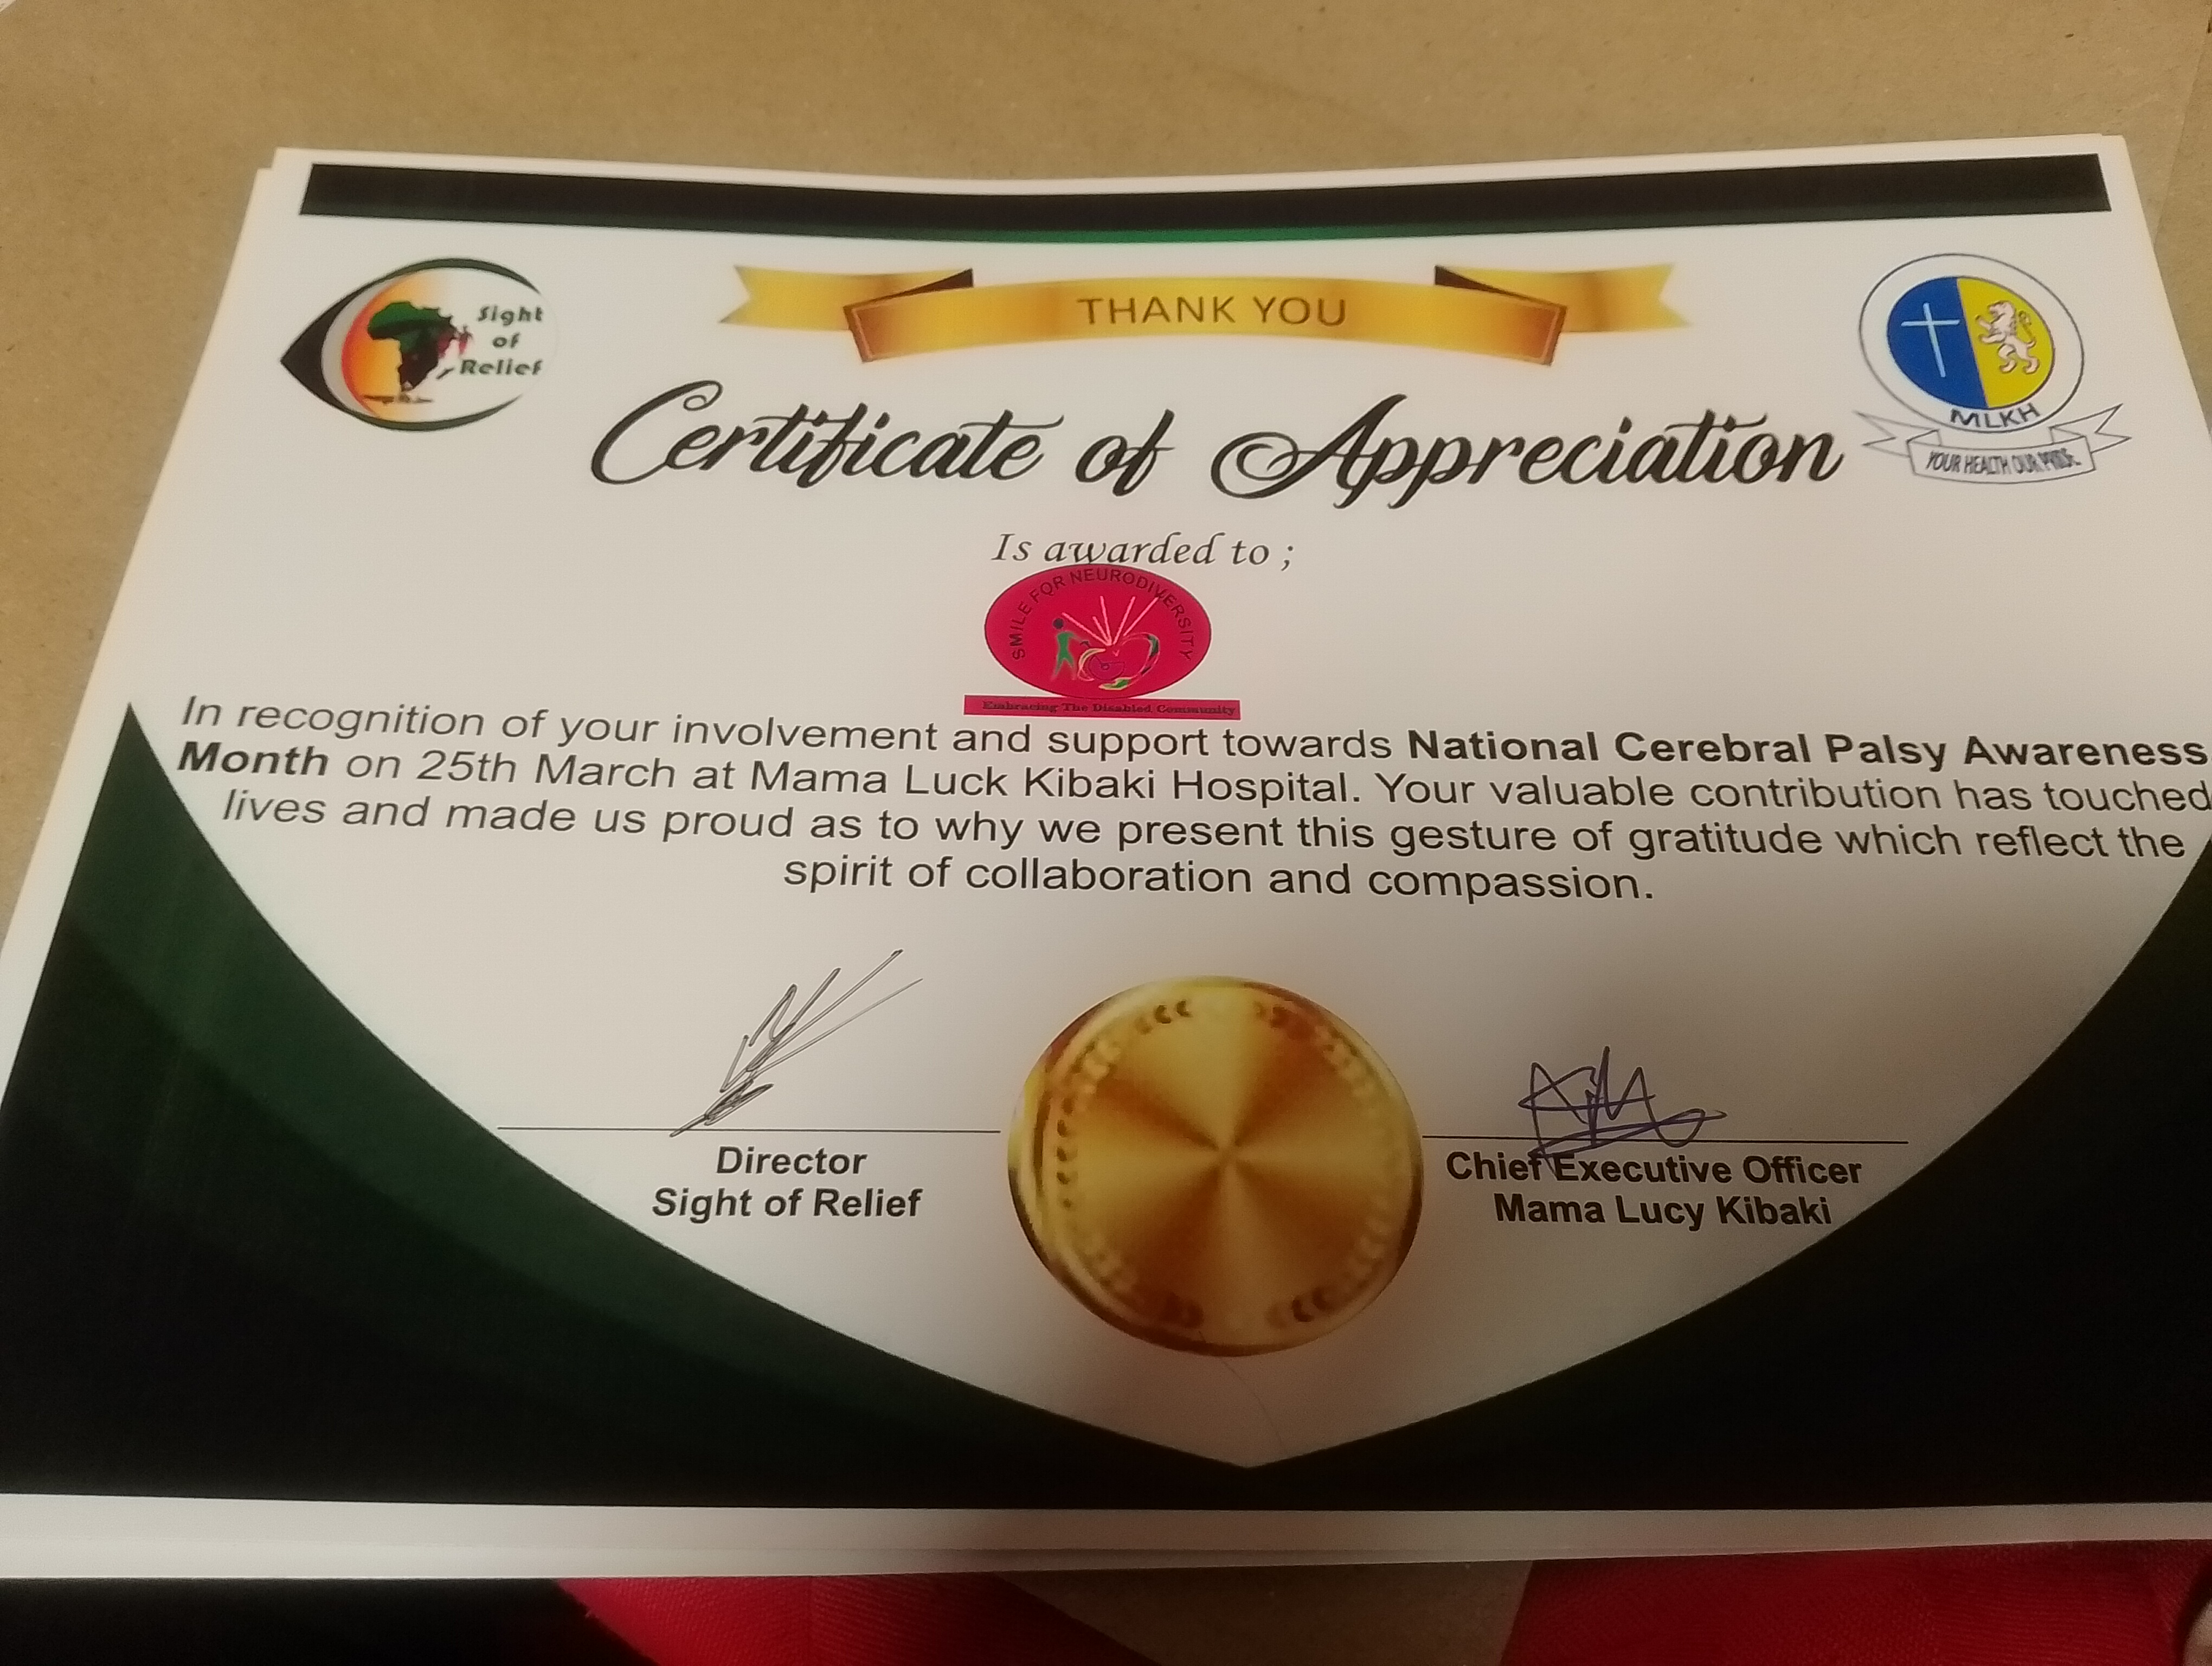 THANK YOU
Sight
of
Relief
MLKH
YOUR HEALTH OUR PRIDE
Certificate of Appreciation
Is awarded to ;
SMILE FOR NEURODIVERSITY
Embracing The Disabled Community
In recognition of your involvement and support towards National Cerebral Palsy Awareness
Month on 25th March at Mama Luck Kibaki Hospital. Your valuable contribution has touched
lives and made us proud as to why we present this gesture of gratitude which reflect the
spirit of collaboration and compassion.
Director
Sight of Relief
Chief Executive Officer
Mama Lucy Kibaki